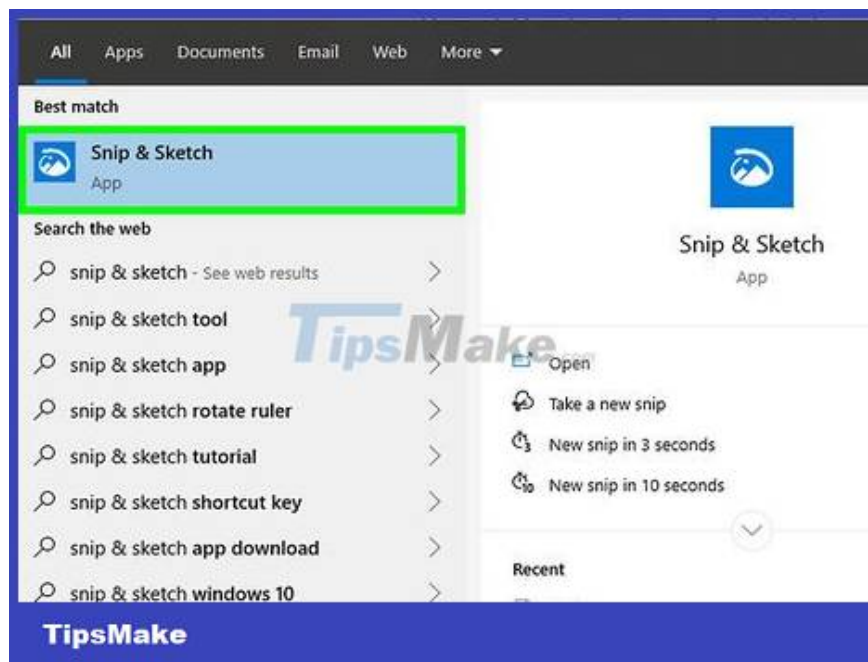 All Apps Documents Email Web More
Best match
Snip & Sketch
App
Search the web
snip & sketch - See web results
snip & sketch tool
snip & sketch app
snip & sketch rotate ruler
snip & sketch tutorial
snip & sketch shortcut key
snip & sketch app download
snip & sketch windows 10
Snip & Sketch
App
Open
Take a new snip
3 New snip in 3 seconds
10 New snip in 10 seconds
Recent
TipsMake.com
TipsMake